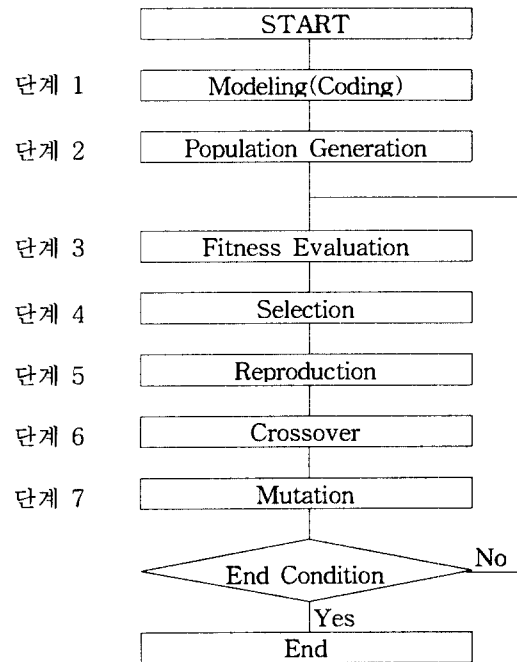 START
단계 1 Modeling(Coding)
단계 2 Population Generation
단계 3 Fitness Evaluation
단계 4 Selection
단계 5 Reproduction
단계 6 Crossover
단계 7 Mutation
End Condition No
Yes
End